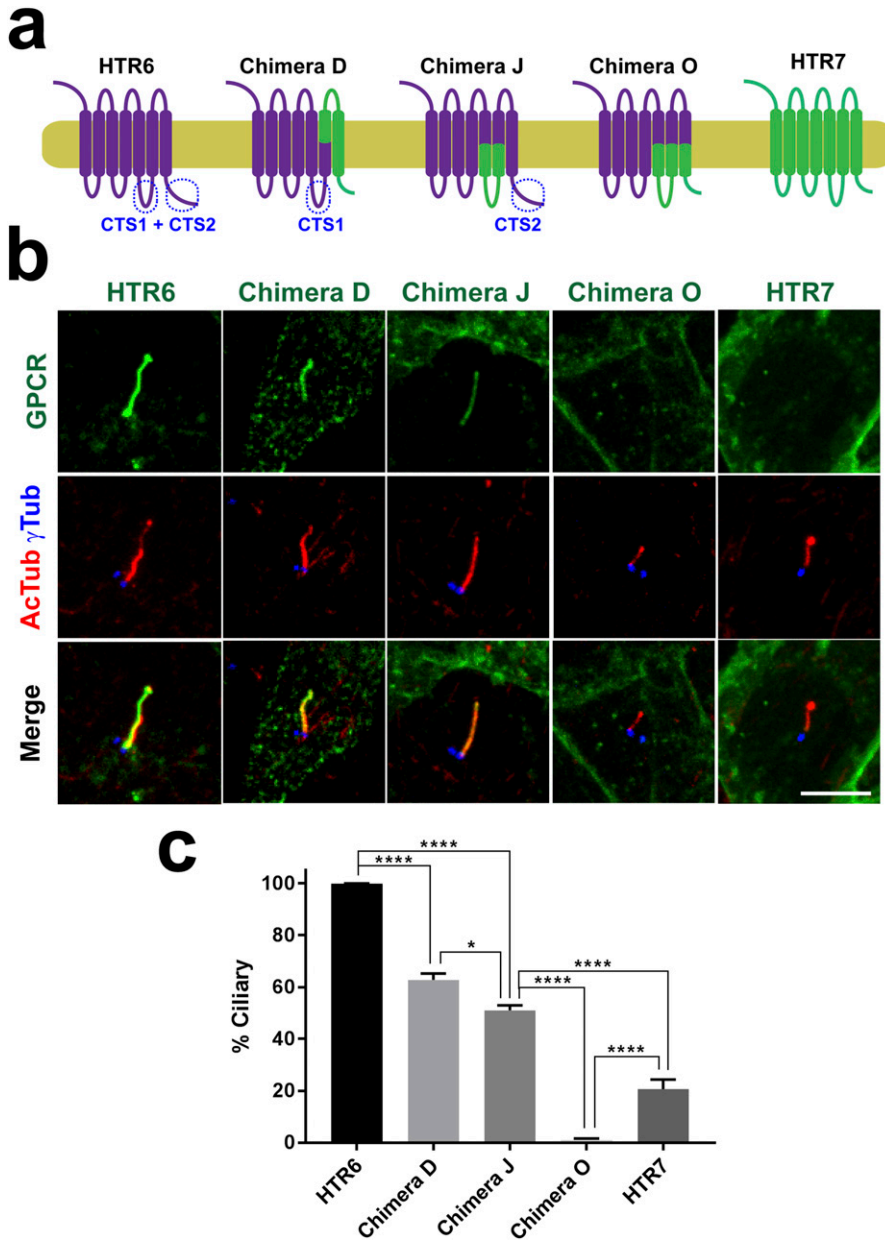 a
HTR6 Chimera D Chimera J Chimera O HTR7
CTS1 + CTS2 CTS1 CTS2
b
HTR6 Chimera D Chimera J Chimera O HTR7
GPCR
AcTub γTub
Merge
c
% Ciliary
100
80
60
40
20
0
****
****
*
****
****
****
HTR6
Chimera D
Chimera J
Chimera O
HTR7